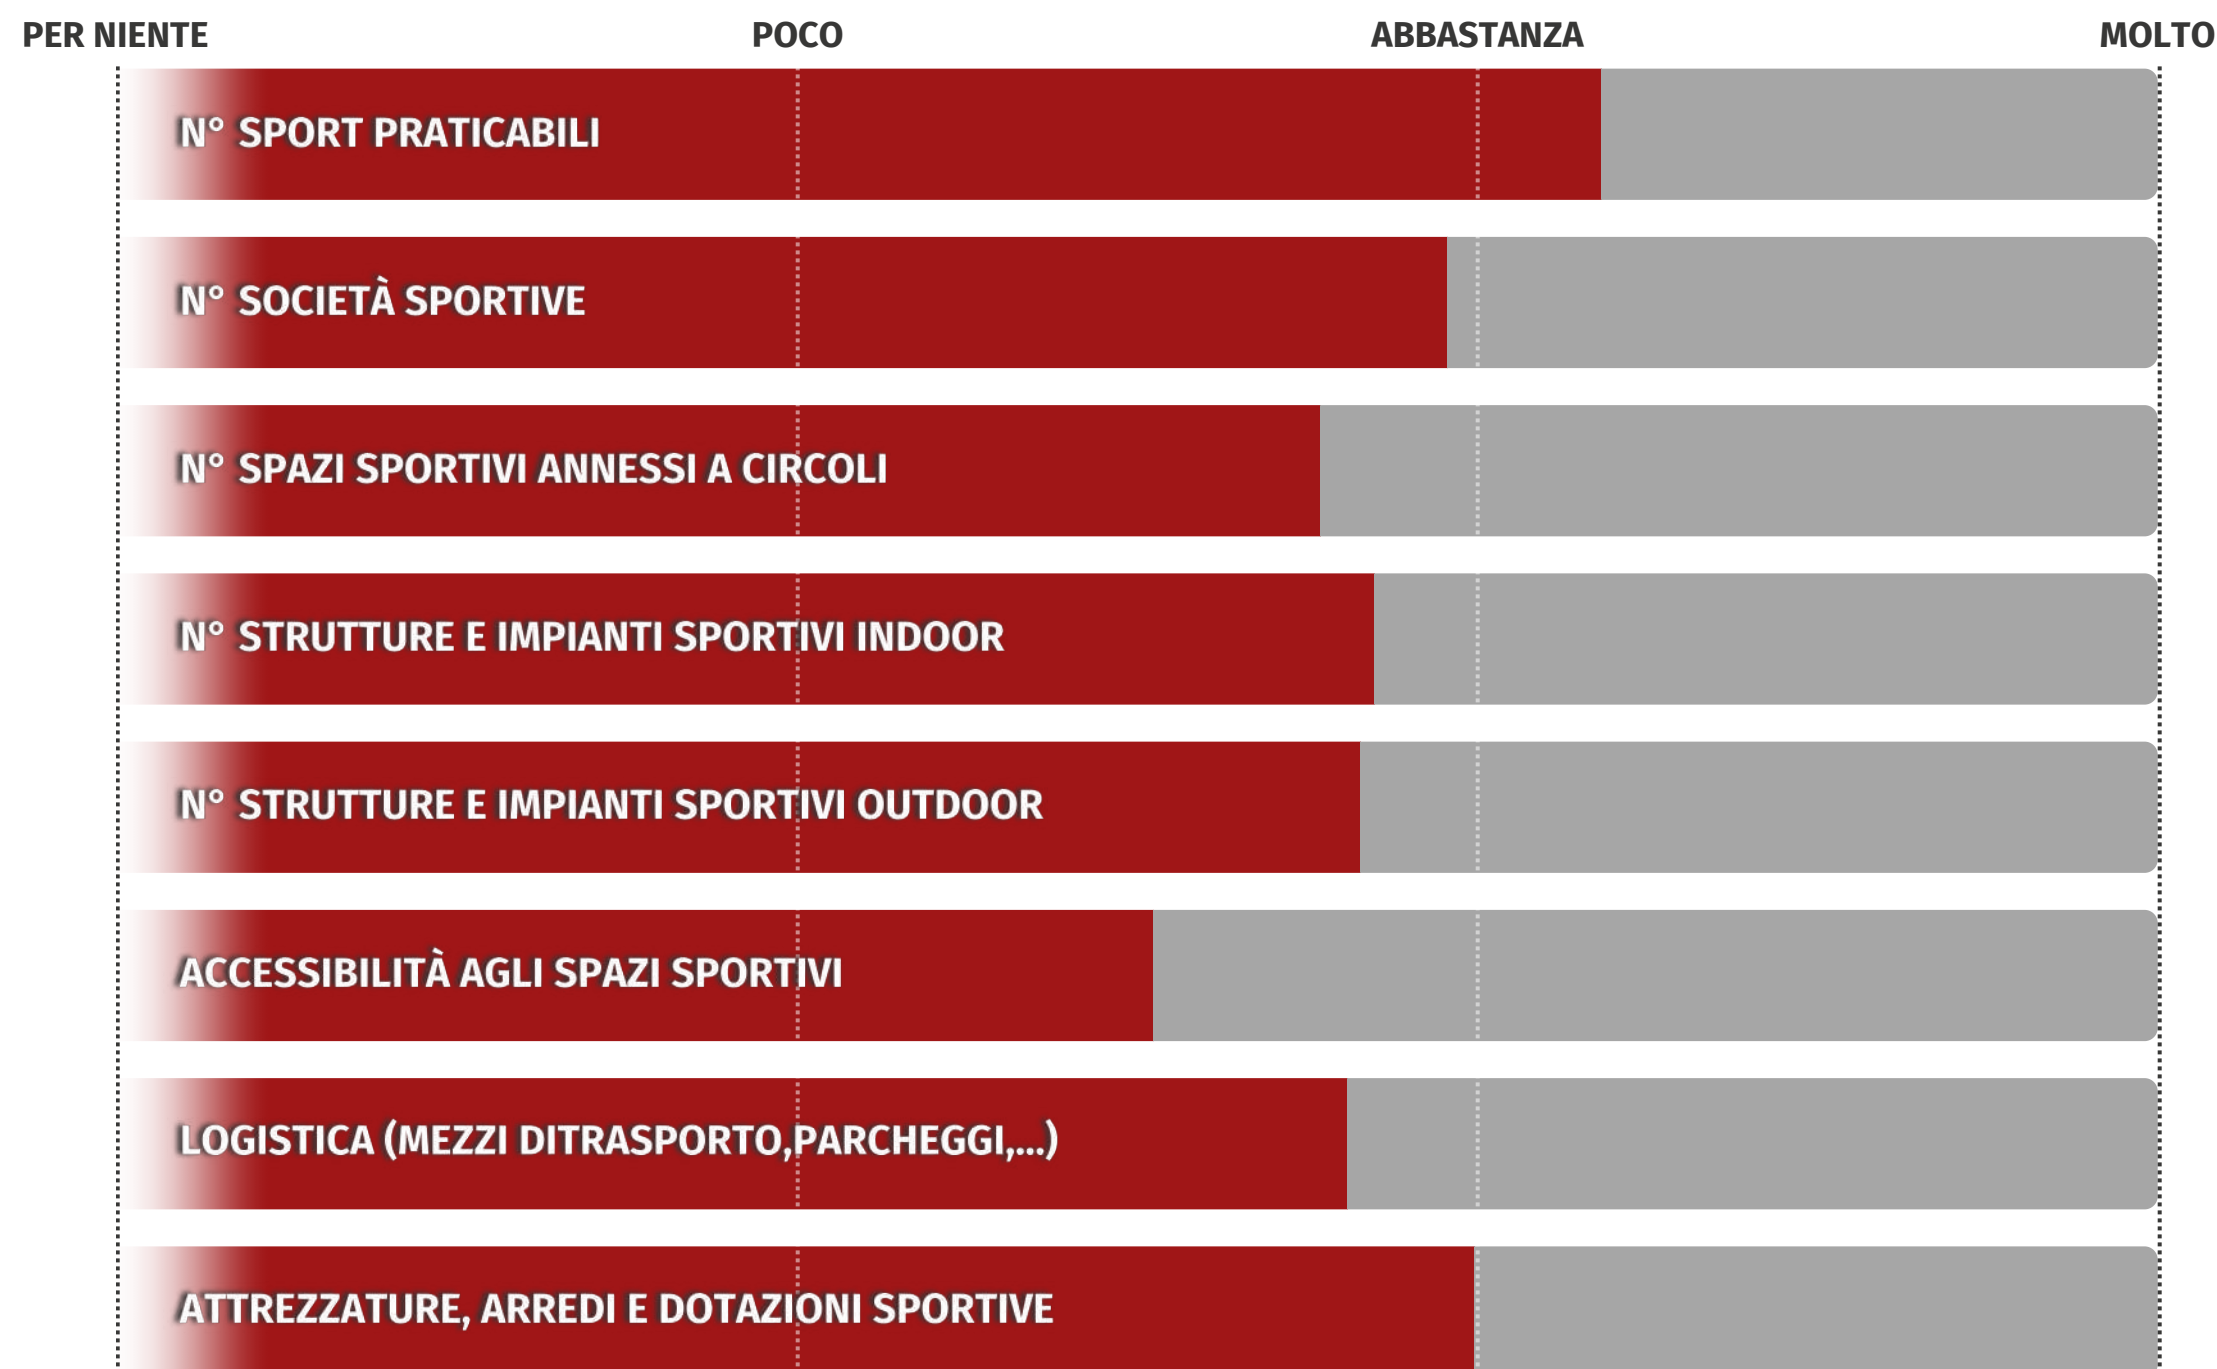 PER NIENTE POCO ABBASTANZA MOLTO
N° SPORT PRATICABILI
N° SOCIETÀ SPORTIVE
N° SPAZI SPORTIVI ANNESSI A CIRCOLI
N° STRUTTURE E IMPIANTI SPORTIVI INDOOR
N° STRUTTURE E IMPIANTI SPORTIVI OUTDOOR
ACCESSIBILITÀ AGLI SPAZI SPORTIVI
LOGISTICA (MEZZI DITRASPORTO,PARCHEGGI,...)
ATTREZZATURE, ARREDI E DOTAZIONI SPORTIVE